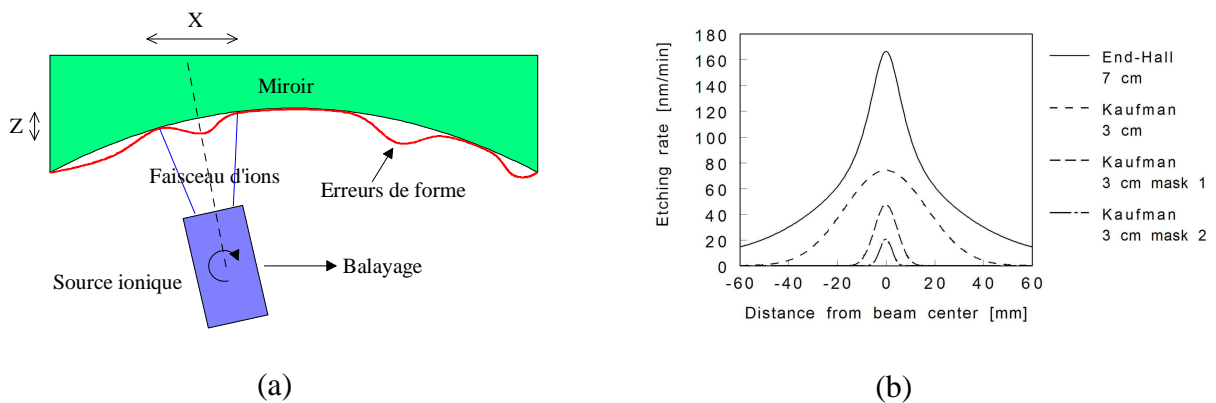 X
Miroir
Z
Faisceau d'ions
Erreurs de forme
Source ionique
Balayage
(a)
Etching rate [nm/min]
180
160
140
120
100
80
60
40
20
0
-60 -40 -20 0 20 40 60
Distance from beam center [mm]
End-Hall
7 cm
Kaufman
3 cm
Kaufman
3 cm mask 1
Kaufman
3 cm mask 2
(b)